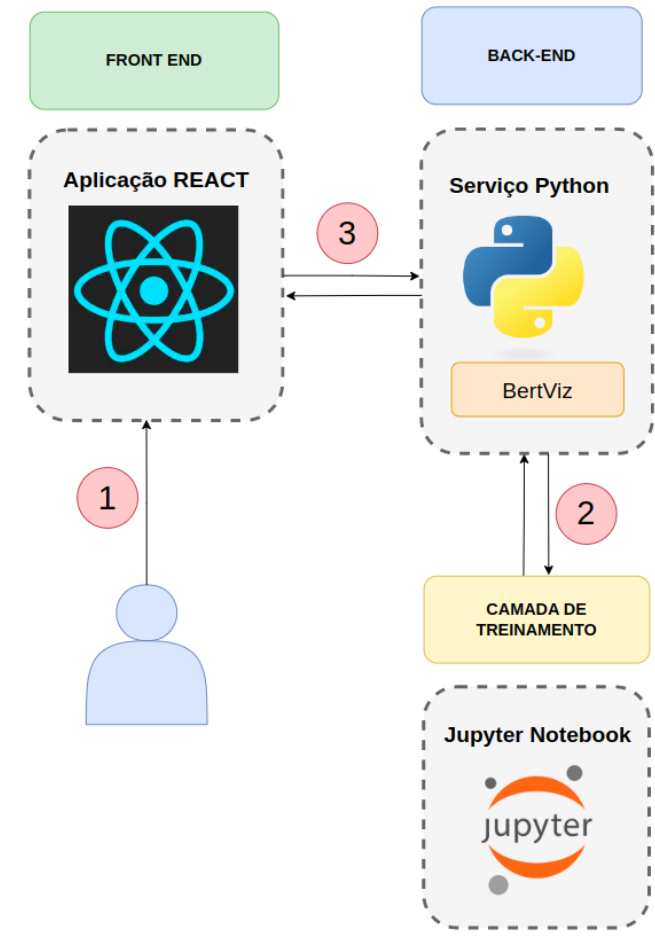 FRONT END
BACK-END
Aplicação REACT
Serviço Python
3
BertViz
1
2
CAMADA DE
TREINAMENTO
Jupyter Notebook
jupyter